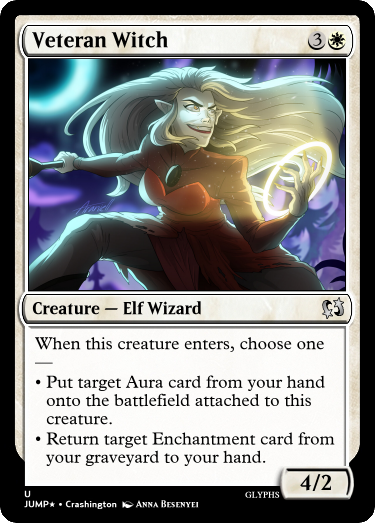 Veteran Witch 3
Creature — Elf Wizard
When this creature enters, choose one
—
• Put target Aura card from your hand
onto the battlefield attached to this
creature.
• Return target Enchantment card from
your graveyard to your hand.
4/2
U
GLYPHS
JUMP★ • Crashington Anna Besenyei